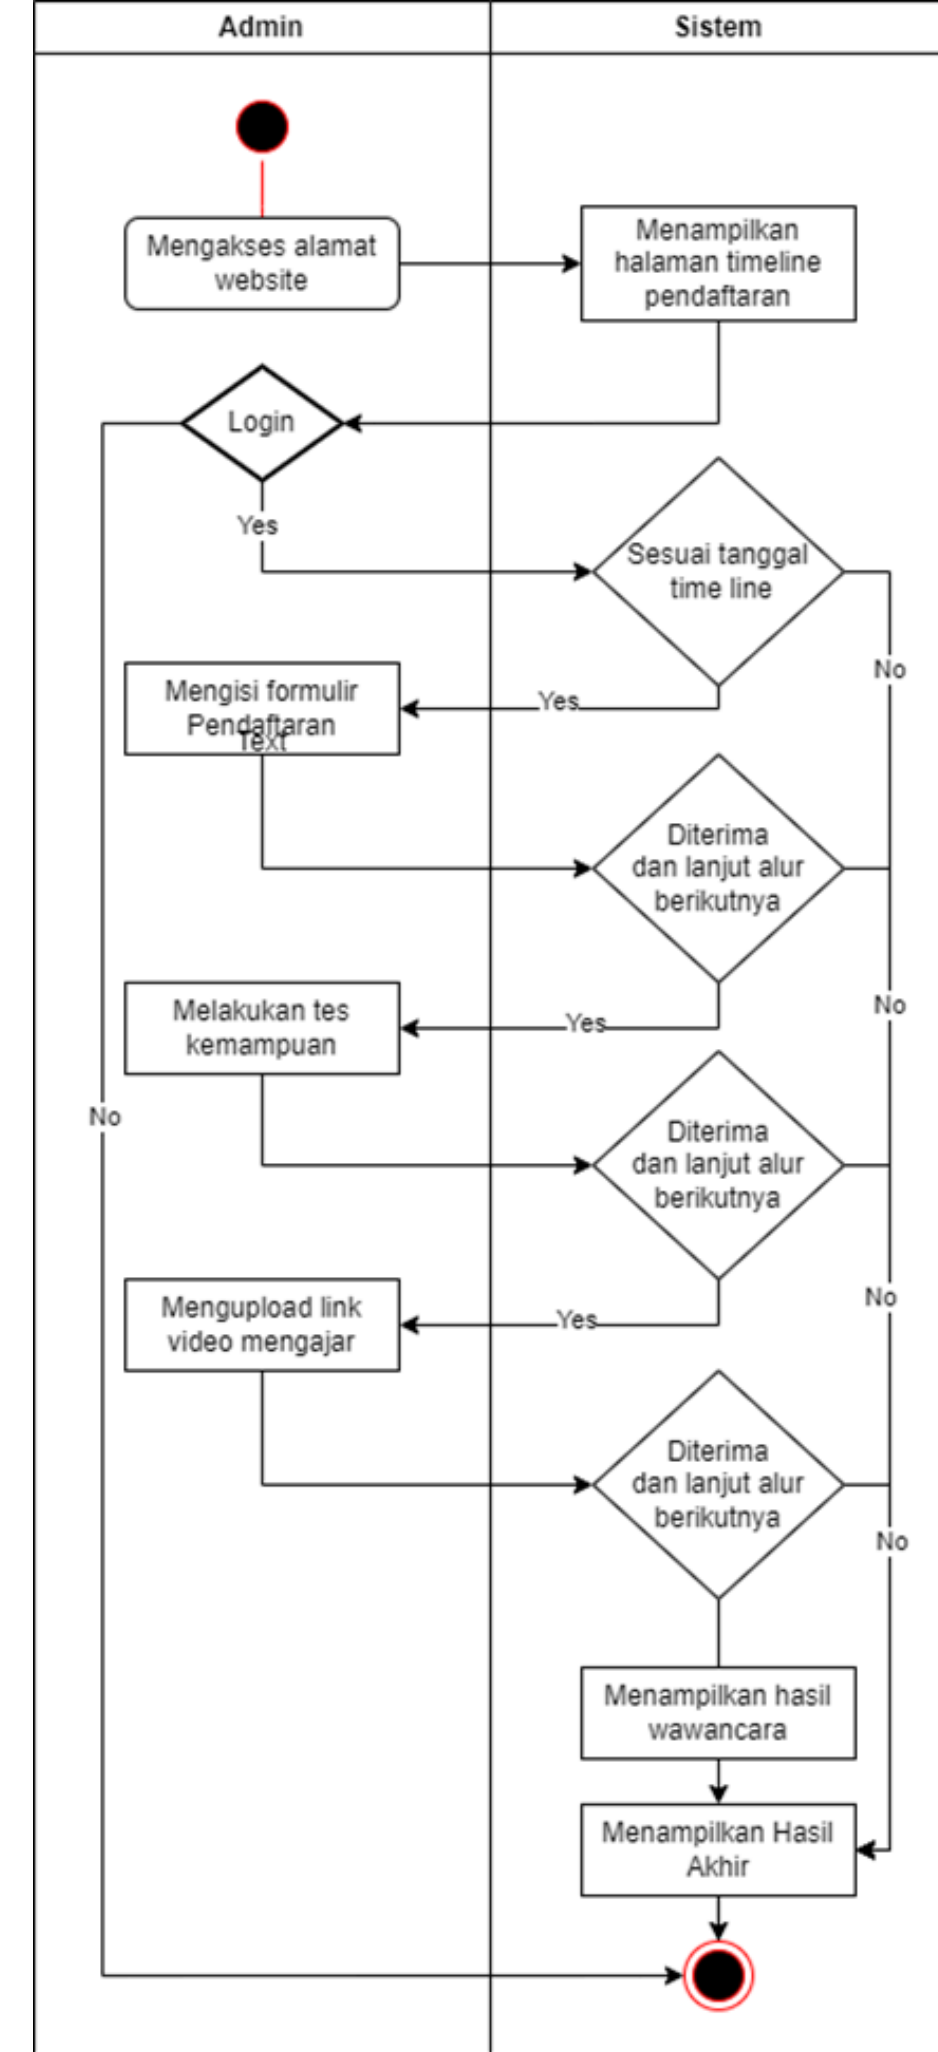 Admin
Sistem
Mengakses alamat
website
Menampilkan
halaman timeline
pendaftaran
Login
Yes
Sesuai tanggal
time line
No
Mengisi formulir
Pendaftaran
Text
Yes
Diterima
dan lanjut alur
berikutnya
No
Melakukan tes
kemampuan
Yes
No
Diterima
dan lanjut alur
berikutnya
No
Mengupload link
video mengajar
Yes
Diterima
dan lanjut alur
berikutnya
No
Menampilkan hasil
wawancara
Menampilkan Hasil
Akhir